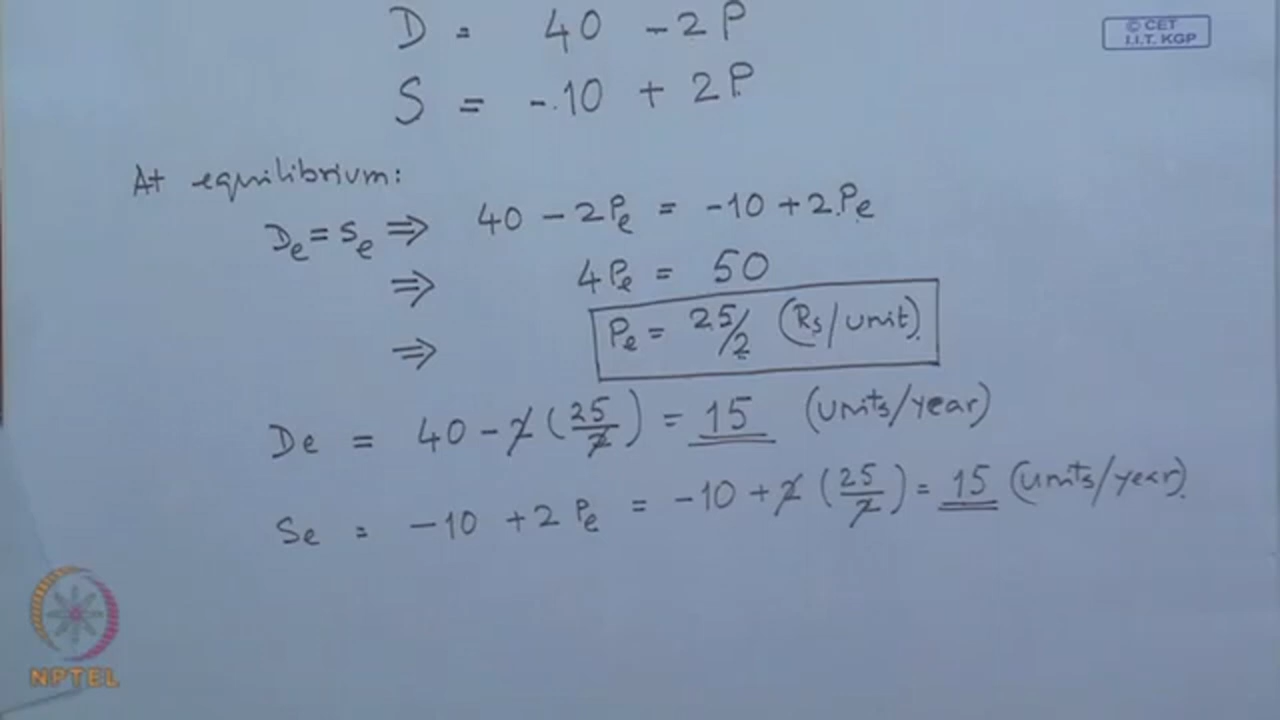 D = 40 - 2P
© CET
I.I.T. KGP
S = -10 + 2P
At equilibrium:
De = Se ⇒ 40 - 2Pe = -10 + 2Pe
⇒ 4Pe = 50
⇒ Pe = 25/2 (Rs/unit)
De = 40 - 2(25/2) = 15 (units/year)
Se = -10 + 2Pe = -10 + 2(25/2) = 15 (units/year)
NPTEL